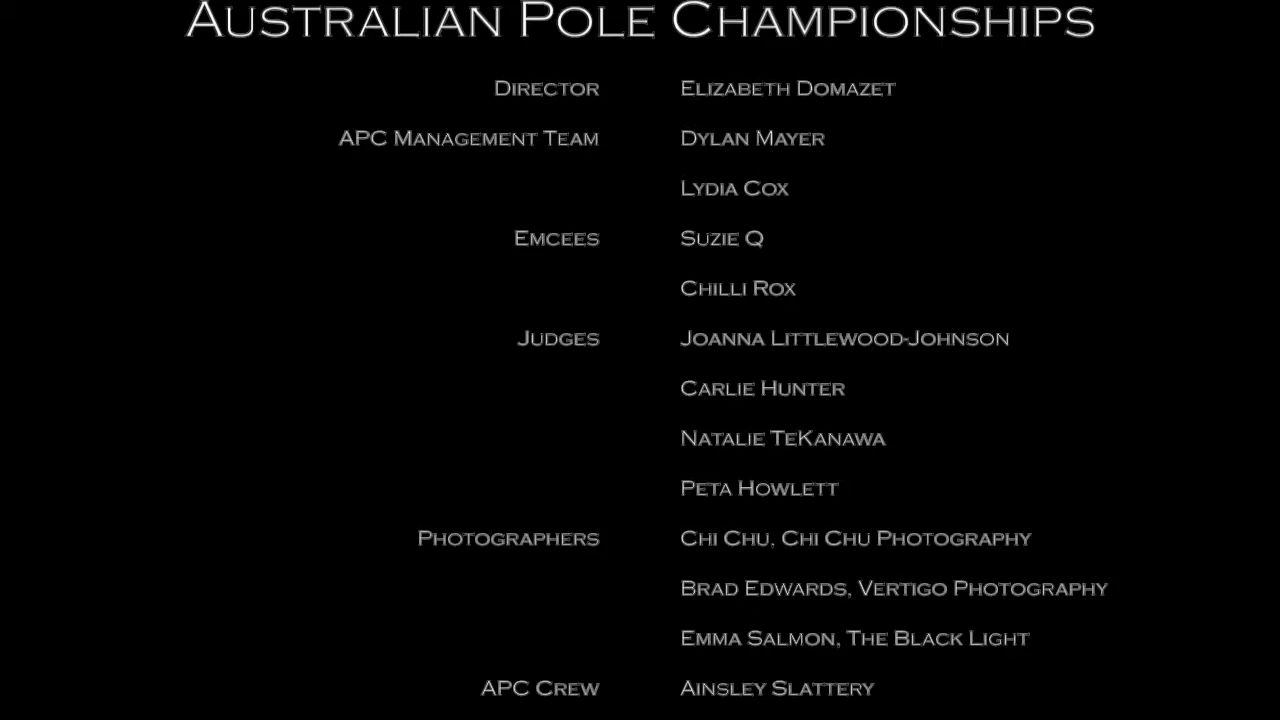 Australian Pole Championships
Director Elizabeth Domazet
APC Management Team Dylan Mayer
Lydia Cox
Emcees Suzie Q
Chilli Rox
Judges Joanna Littlewood-Johnson
Carlie Hunter
Natalie TeKanawa
Peta Howlett
Photographers Chi Chu, Chi Chu Photography
Brad Edwards, Vertigo Photography
Emma Salmon, The Black Light
APC Crew Ainsley Slattery